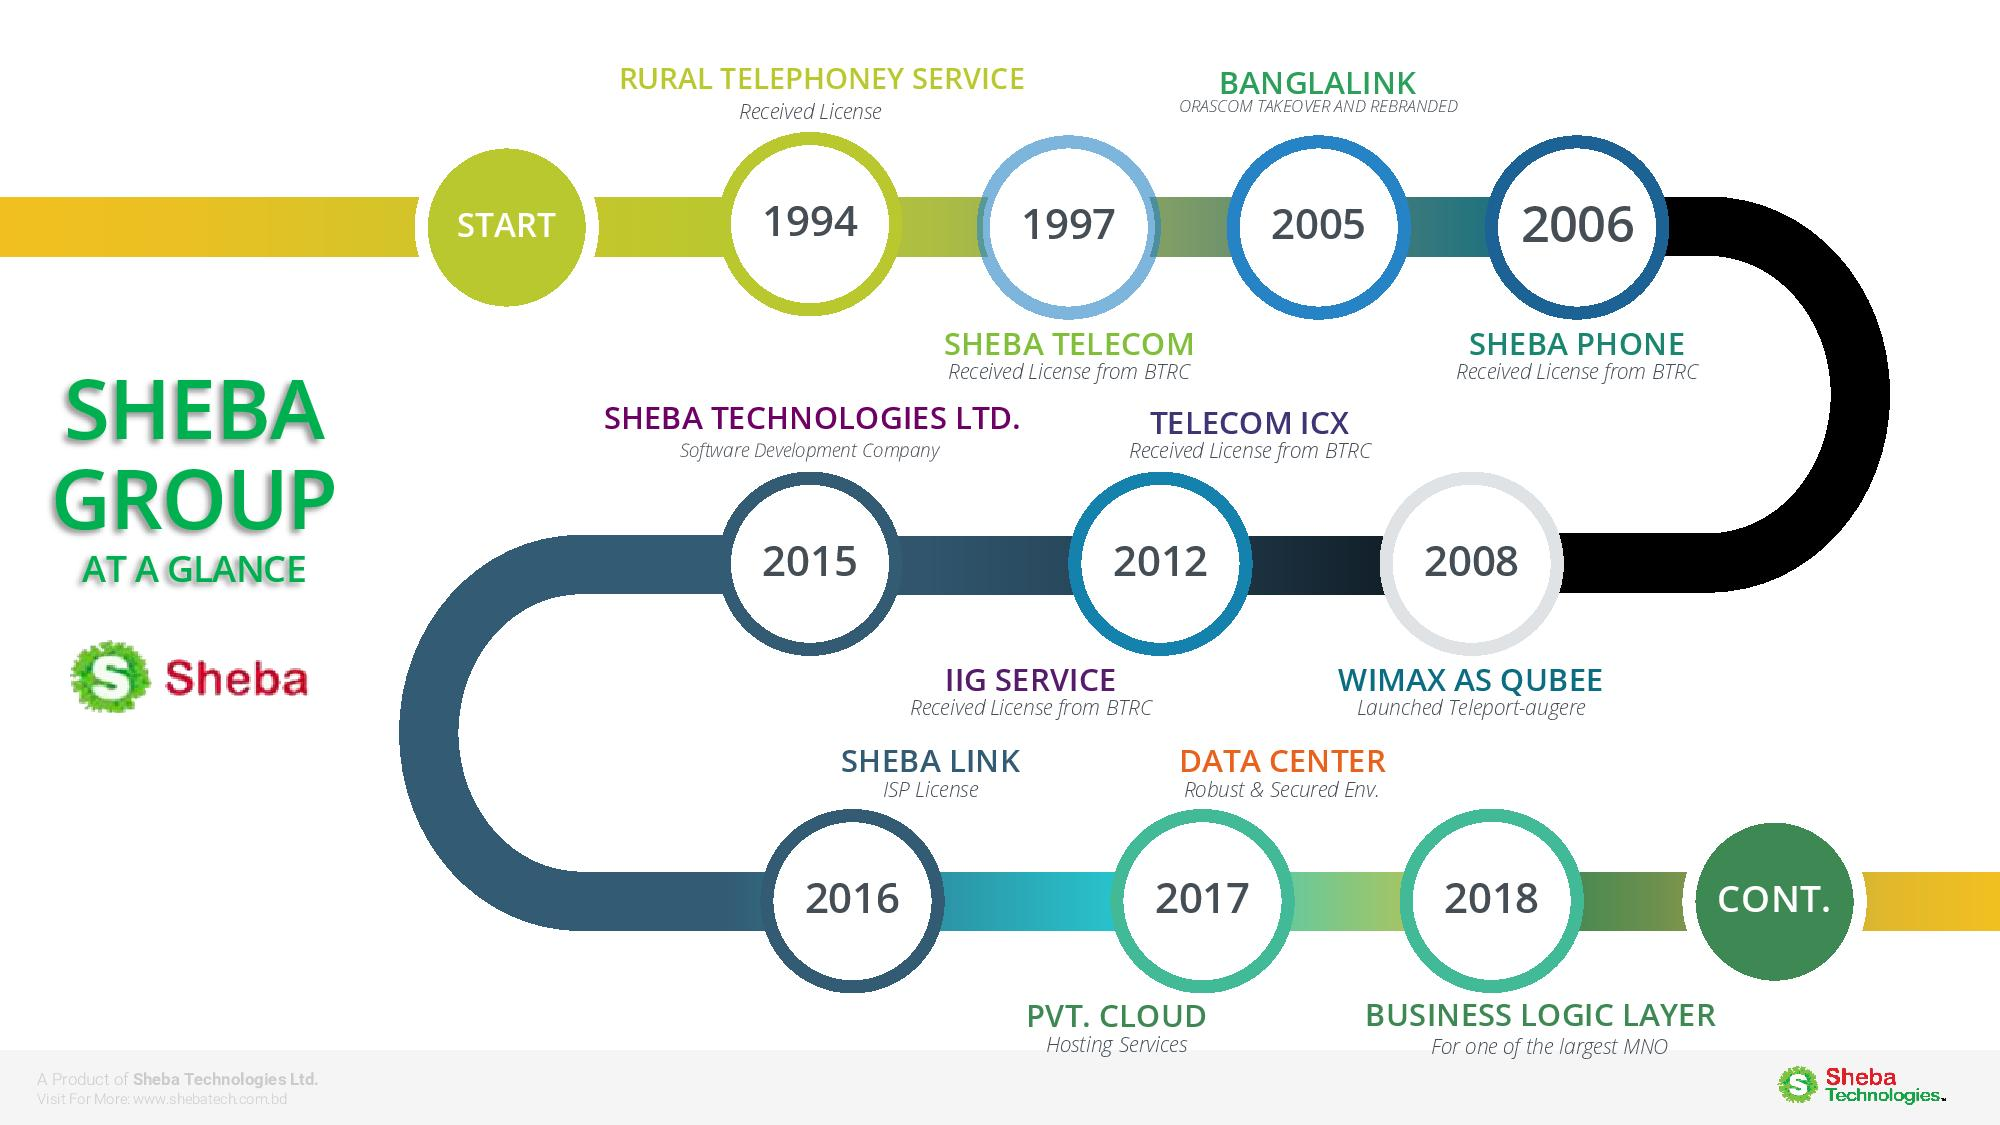 RURAL TELEPHONEY SERVICE
Received License
BANGLALINK
ORASCOM TAKEOVER AND REBRANDED
START
1994
1997
2005
2006
SHEBA TELECOM
Received License from BTRC
SHEBA PHONE
Received License from BTRC
SHEBA
GROUP
AT A GLANCE
Sheba
SHEBA TECHNOLOGIES LTD.
Software Development Company
TELECOM ICX
Received License from BTRC
2015
2012
2008
IIG SERVICE
Received License from BTRC
WIMAX AS QUBEE
Launched Teleport-augere
SHEBA LINK
ISP License
DATA CENTER
Robust & Secured Env.
2016
2017
2018
CONT.
PVT. CLOUD
Hosting Services
BUSINESS LOGIC LAYER
For one of the largest MNO
A Product of Sheba Technologies Ltd.
Visit For More: www.shebatech.com.bd
Sheba
Technologies